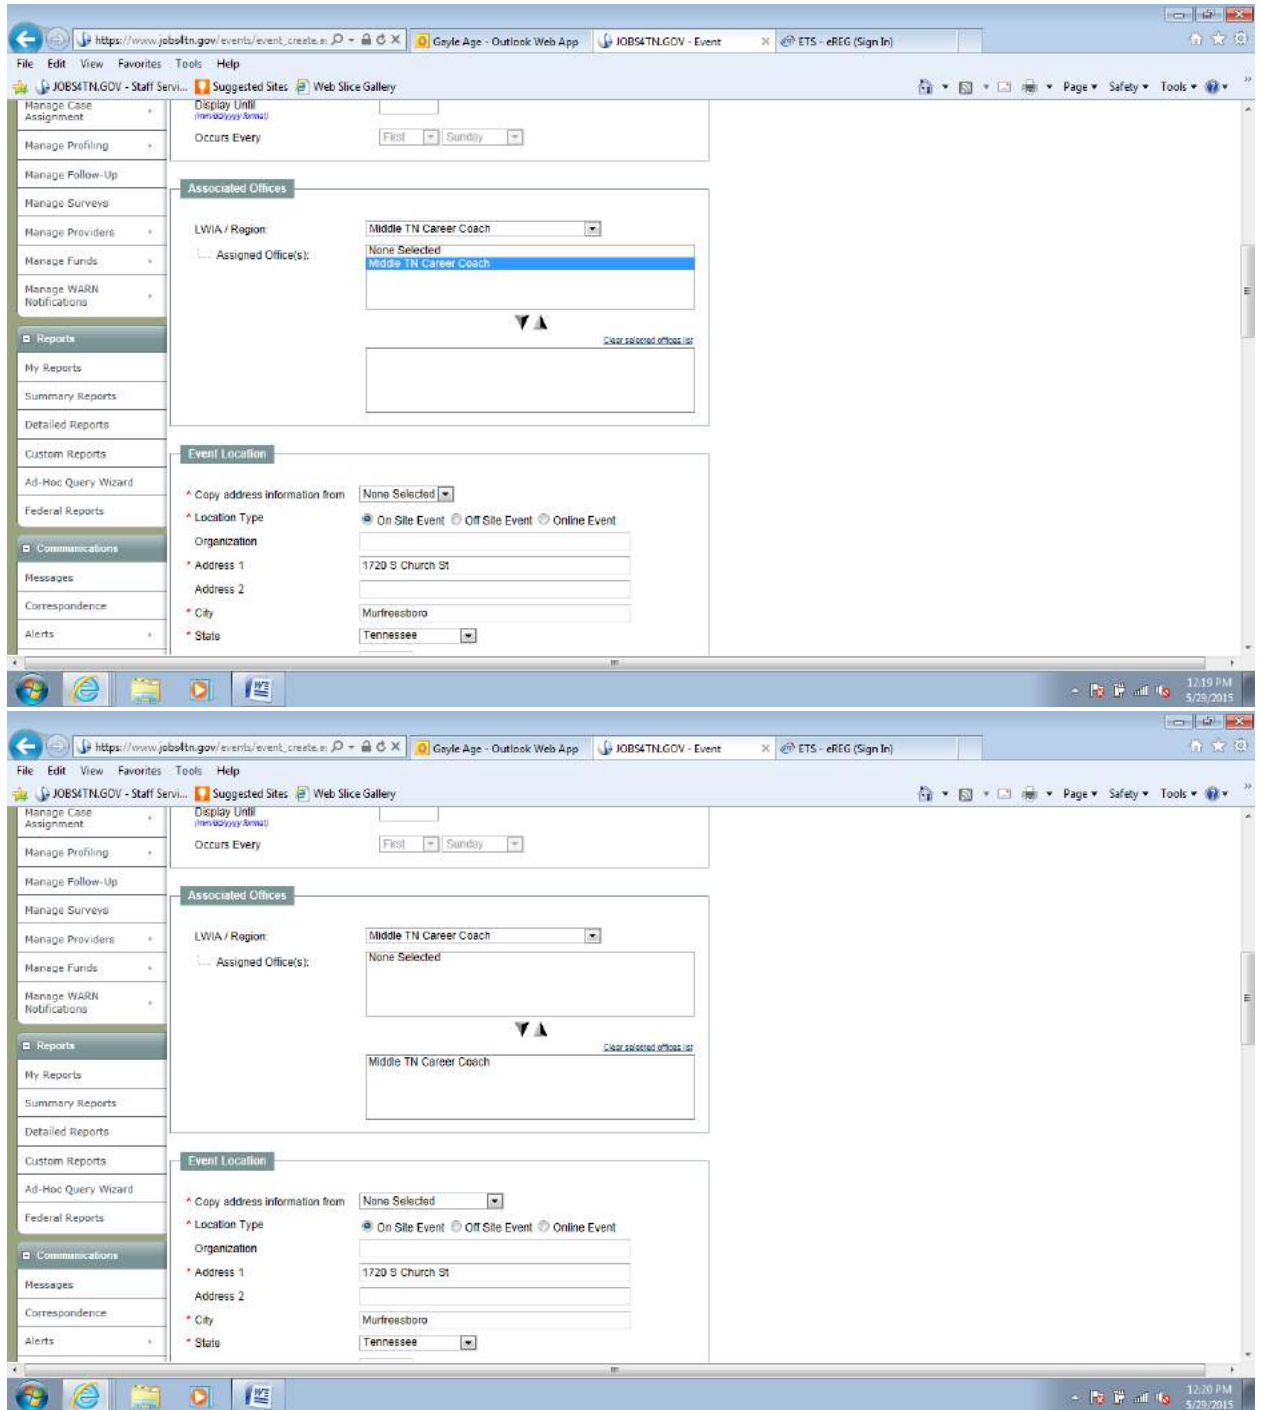 https://www.jobs4tn.gov/events/event_create.a
Gayle Age - Outlook Web App
JOBS4TN.GOV - Event
ETS - eREG (Sign In)
File Edit View Favorites Tools Help
JOBS4TN.GOV - Staff Servi...
Suggested Sites
Web Slice Gallery
Page Safety Tools
Manage Case
Assignment
Manage Profiling
Manage Follow-Up
Manage Surveys
Manage Providers
Manage Funds
Manage WARN
Notifications
Reports
My Reports
Summary Reports
Detailed Reports
Custom Reports
Ad-Hoc Query Wizard
Federal Reports
Communications
Messages
Correspondence
Alerts
Display Until
(mm/dd/yyyy format)
Occurs Every First Sunday
Associated Offices
LWIA / Region: Middle TN Career Coach
Assigned Office(s): None Selected
Middle TN Career Coach
Clear selected offices list
Event Location
* Copy address information from None Selected
* Location Type On Site Event Off Site Event Online Event
Organization
* Address 1 1720 S Church St
Address 2
* City Murfreesboro
* State Tennessee
12:19 PM
5/29/2015
https://www.jobs4tn.gov/events/event_create.a
Gayle Age - Outlook Web App
JOBS4TN.GOV - Event
ETS - eREG (Sign In)
File Edit View Favorites Tools Help
JOBS4TN.GOV - Staff Servi...
Suggested Sites
Web Slice Gallery
Page Safety Tools
Manage Case
Assignment
Manage Profiling
Manage Follow-Up
Manage Surveys
Manage Providers
Manage Funds
Manage WARN
Notifications
Reports
My Reports
Summary Reports
Detailed Reports
Custom Reports
Ad-Hoc Query Wizard
Federal Reports
Communications
Messages
Correspondence
Alerts
Display Until
(mm/dd/yyyy format)
Occurs Every First Sunday
Associated Offices
LWIA / Region: Middle TN Career Coach
Assigned Office(s): None Selected
Clear selected offices list
Middle TN Career Coach
Event Location
* Copy address information from None Selected
* Location Type On Site Event Off Site Event Online Event
Organization
* Address 1 1720 S Church St
Address 2
* City Murfreesboro
* State Tennessee
12:20 PM
5/29/2015